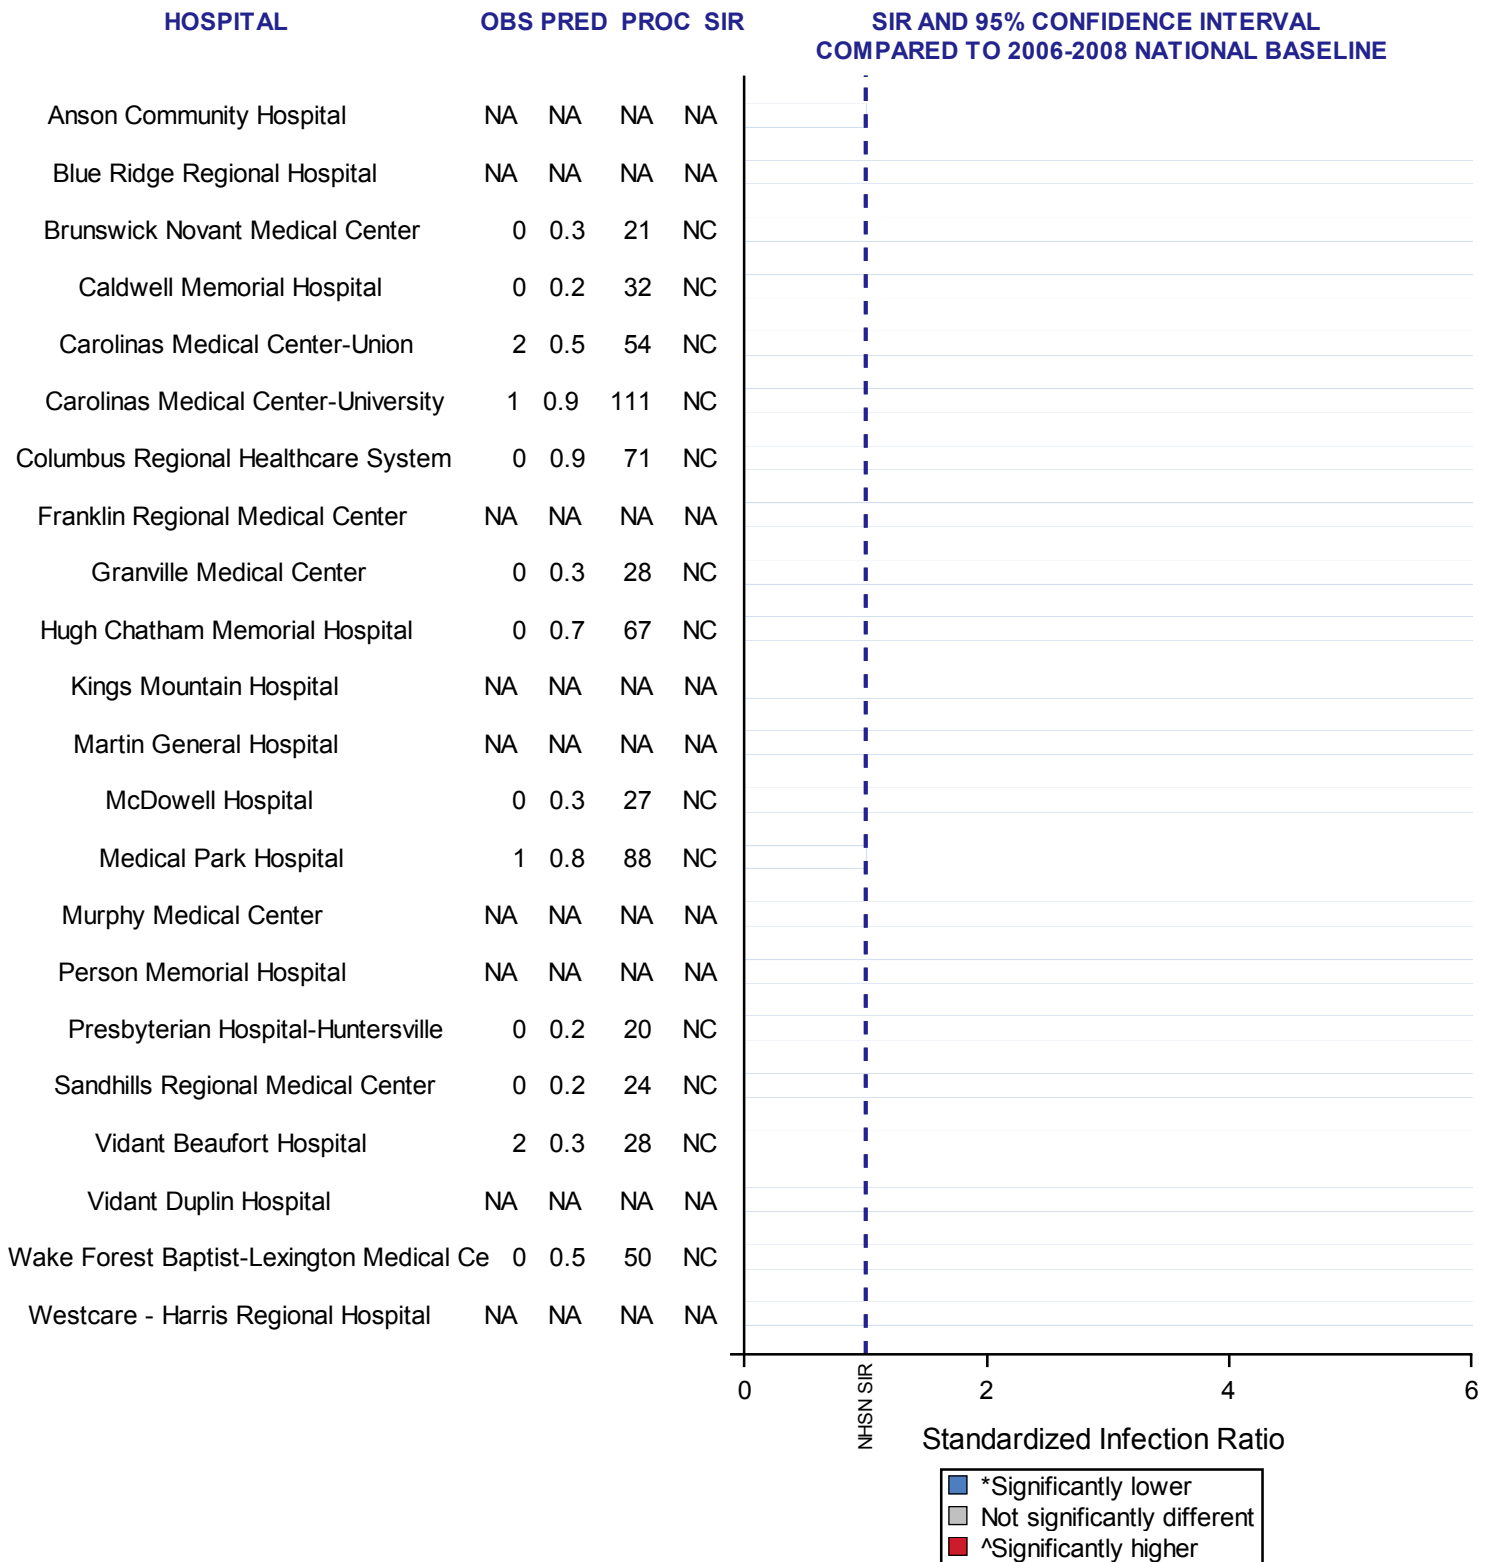 HOSPITAL OBS PRED PROC SIR SIR AND 95% CONFIDENCE INTERVAL
COMPARED TO 2006-2008 NATIONAL BASELINE
Anson Community Hospital NA NA NA NA
Blue Ridge Regional Hospital NA NA NA NA
Brunswick Novant Medical Center 0 0.3 21 NC
Caldwell Memorial Hospital 0 0.2 32 NC
Carolinas Medical Center-Union 2 0.5 54 NC
Carolinas Medical Center-University 1 0.9 111 NC
Columbus Regional Healthcare System 0 0.9 71 NC
Franklin Regional Medical Center NA NA NA NA
Granville Medical Center 0 0.3 28 NC
Hugh Chatham Memorial Hospital 0 0.7 67 NC
Kings Mountain Hospital NA NA NA NA
Martin General Hospital NA NA NA NA
McDowell Hospital 0 0.3 27 NC
Medical Park Hospital 1 0.8 88 NC
Murphy Medical Center NA NA NA NA
Person Memorial Hospital NA NA NA NA
Presbyterian Hospital-Huntersville 0 0.2 20 NC
Sandhills Regional Medical Center 0 0.2 24 NC
Vidant Beaufort Hospital 2 0.3 28 NC
Vidant Duplin Hospital NA NA NA NA
Wake Forest Baptist-Lexington Medical Ce 0 0.5 50 NC
Westcare - Harris Regional Hospital NA NA NA NA
0 2 4 6
NHSN SIR
Standardized Infection Ratio
*Significantly lower
Not significantly different
^Significantly higher